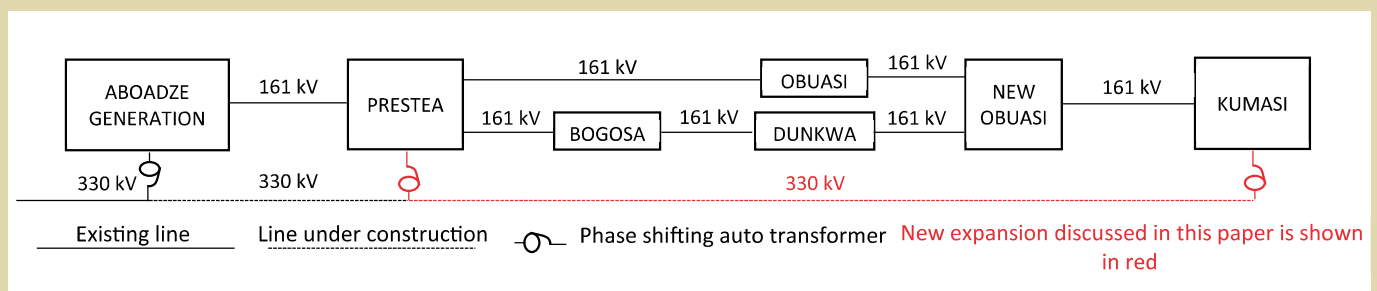 161 kV
161 kV
ABOADZE
GENERATION
161 kV
PRESTEA
OBUASI
NEW
OBUASI
161 kV
KUMASI
161 kV
BOGOSA
161 kV
DUNKWA
161 kV
330 kV
330 kV
330 kV
Existing line
Line under construction
Phase shifting auto transformer
New expansion discussed in this paper is shown
in red